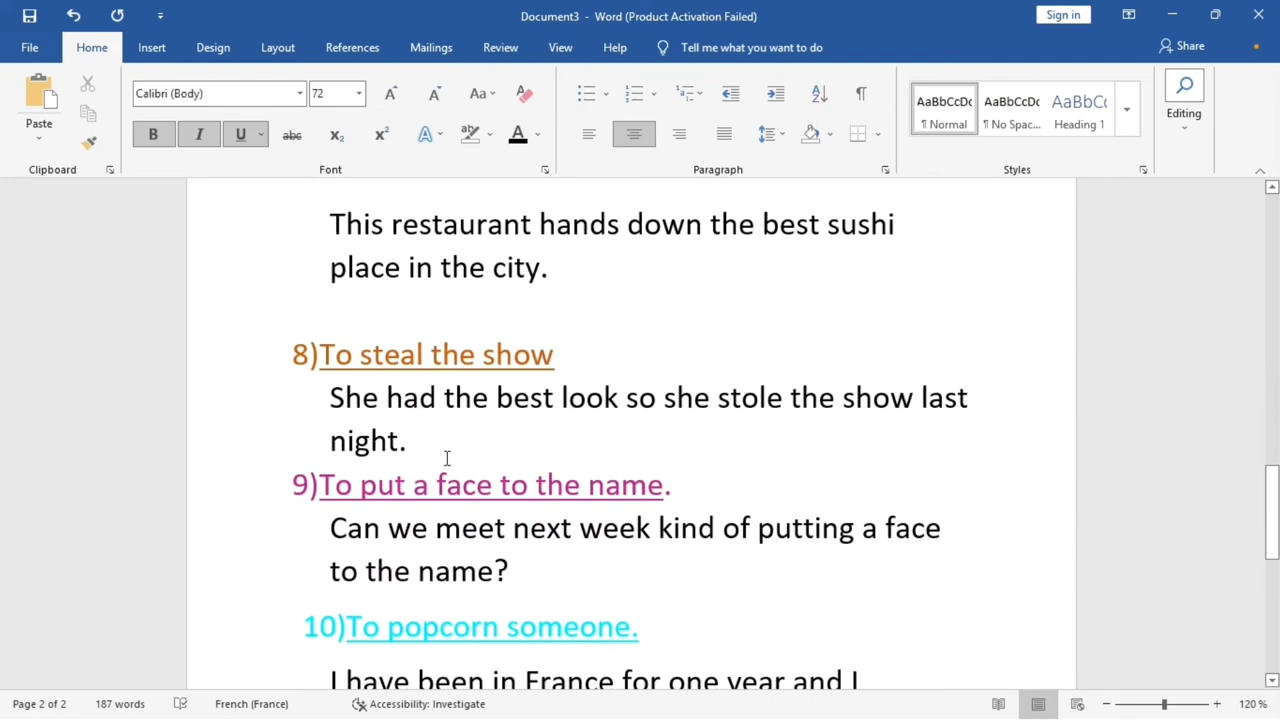 Document3 - Word (Product Activation Failed)
Sign in
File Home Insert Design Layout References Mailings Review View Help Tell me what you want to do Share
Calibri (Body) 72
Aa
Paste
B I U abc x₂ x² A ab A
AaBbCcDc AaBbCcDc AaBbCc
¶ Normal ¶ No Spac... Heading 1
Editing
Clipboard Font Paragraph Styles
This restaurant hands down the best sushi
place in the city.
8)To steal the show
She had the best look so she stole the show last
night.
9)To put a face to the name.
Can we meet next week kind of putting a face
to the name?
10)To popcorn someone.
I have been in France for one year and I
Page 2 of 2 187 words French (France) Accessibility: Investigate 120 %